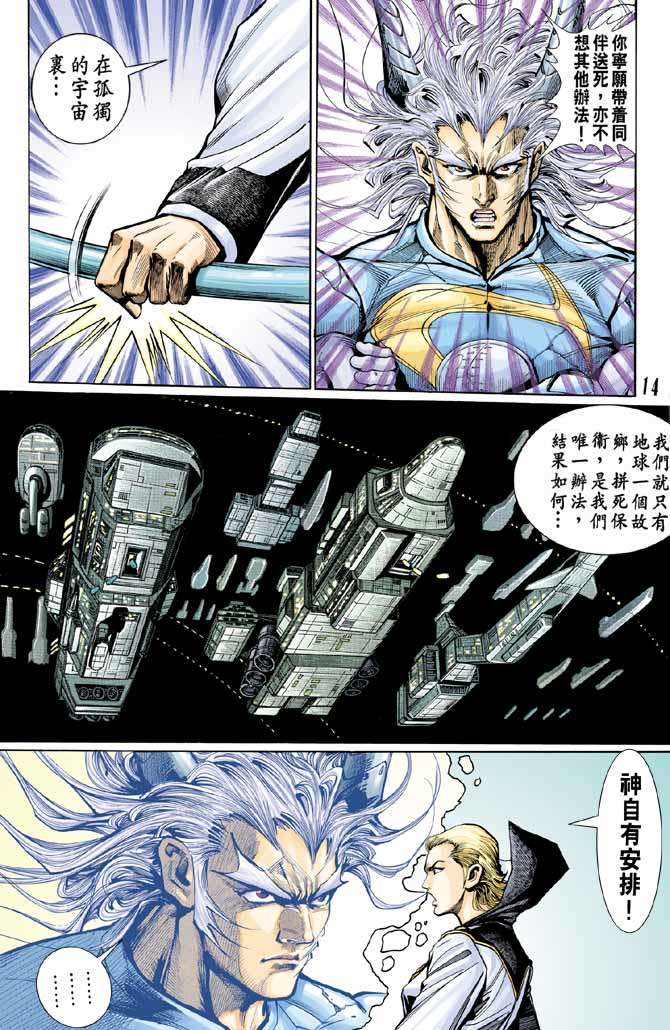 你寧願帶着同
伴送死，亦不
想其他辦法！
在孤獨
的宇宙
裏…
14
我們就只有
地球一個故
鄉，拼死保
衛，是我們
唯一辦法，
結果如何…
神自有安排！
……